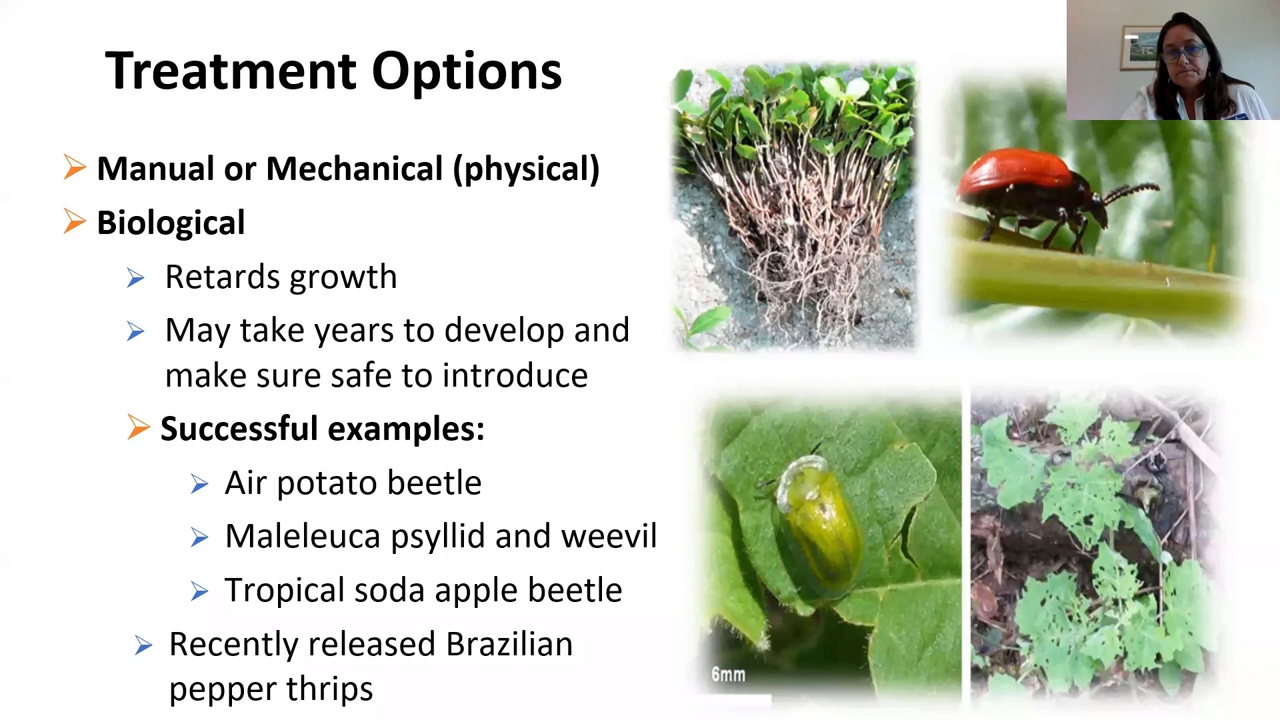 Treatment Options
Manual or Mechanical (physical)
Biological
Retards growth
May take years to develop and
make sure safe to introduce
Successful examples:
Air potato beetle
Maleleuca psyllid and weevil
Tropical soda apple beetle
Recently released Brazilian
pepper thrips
6mm